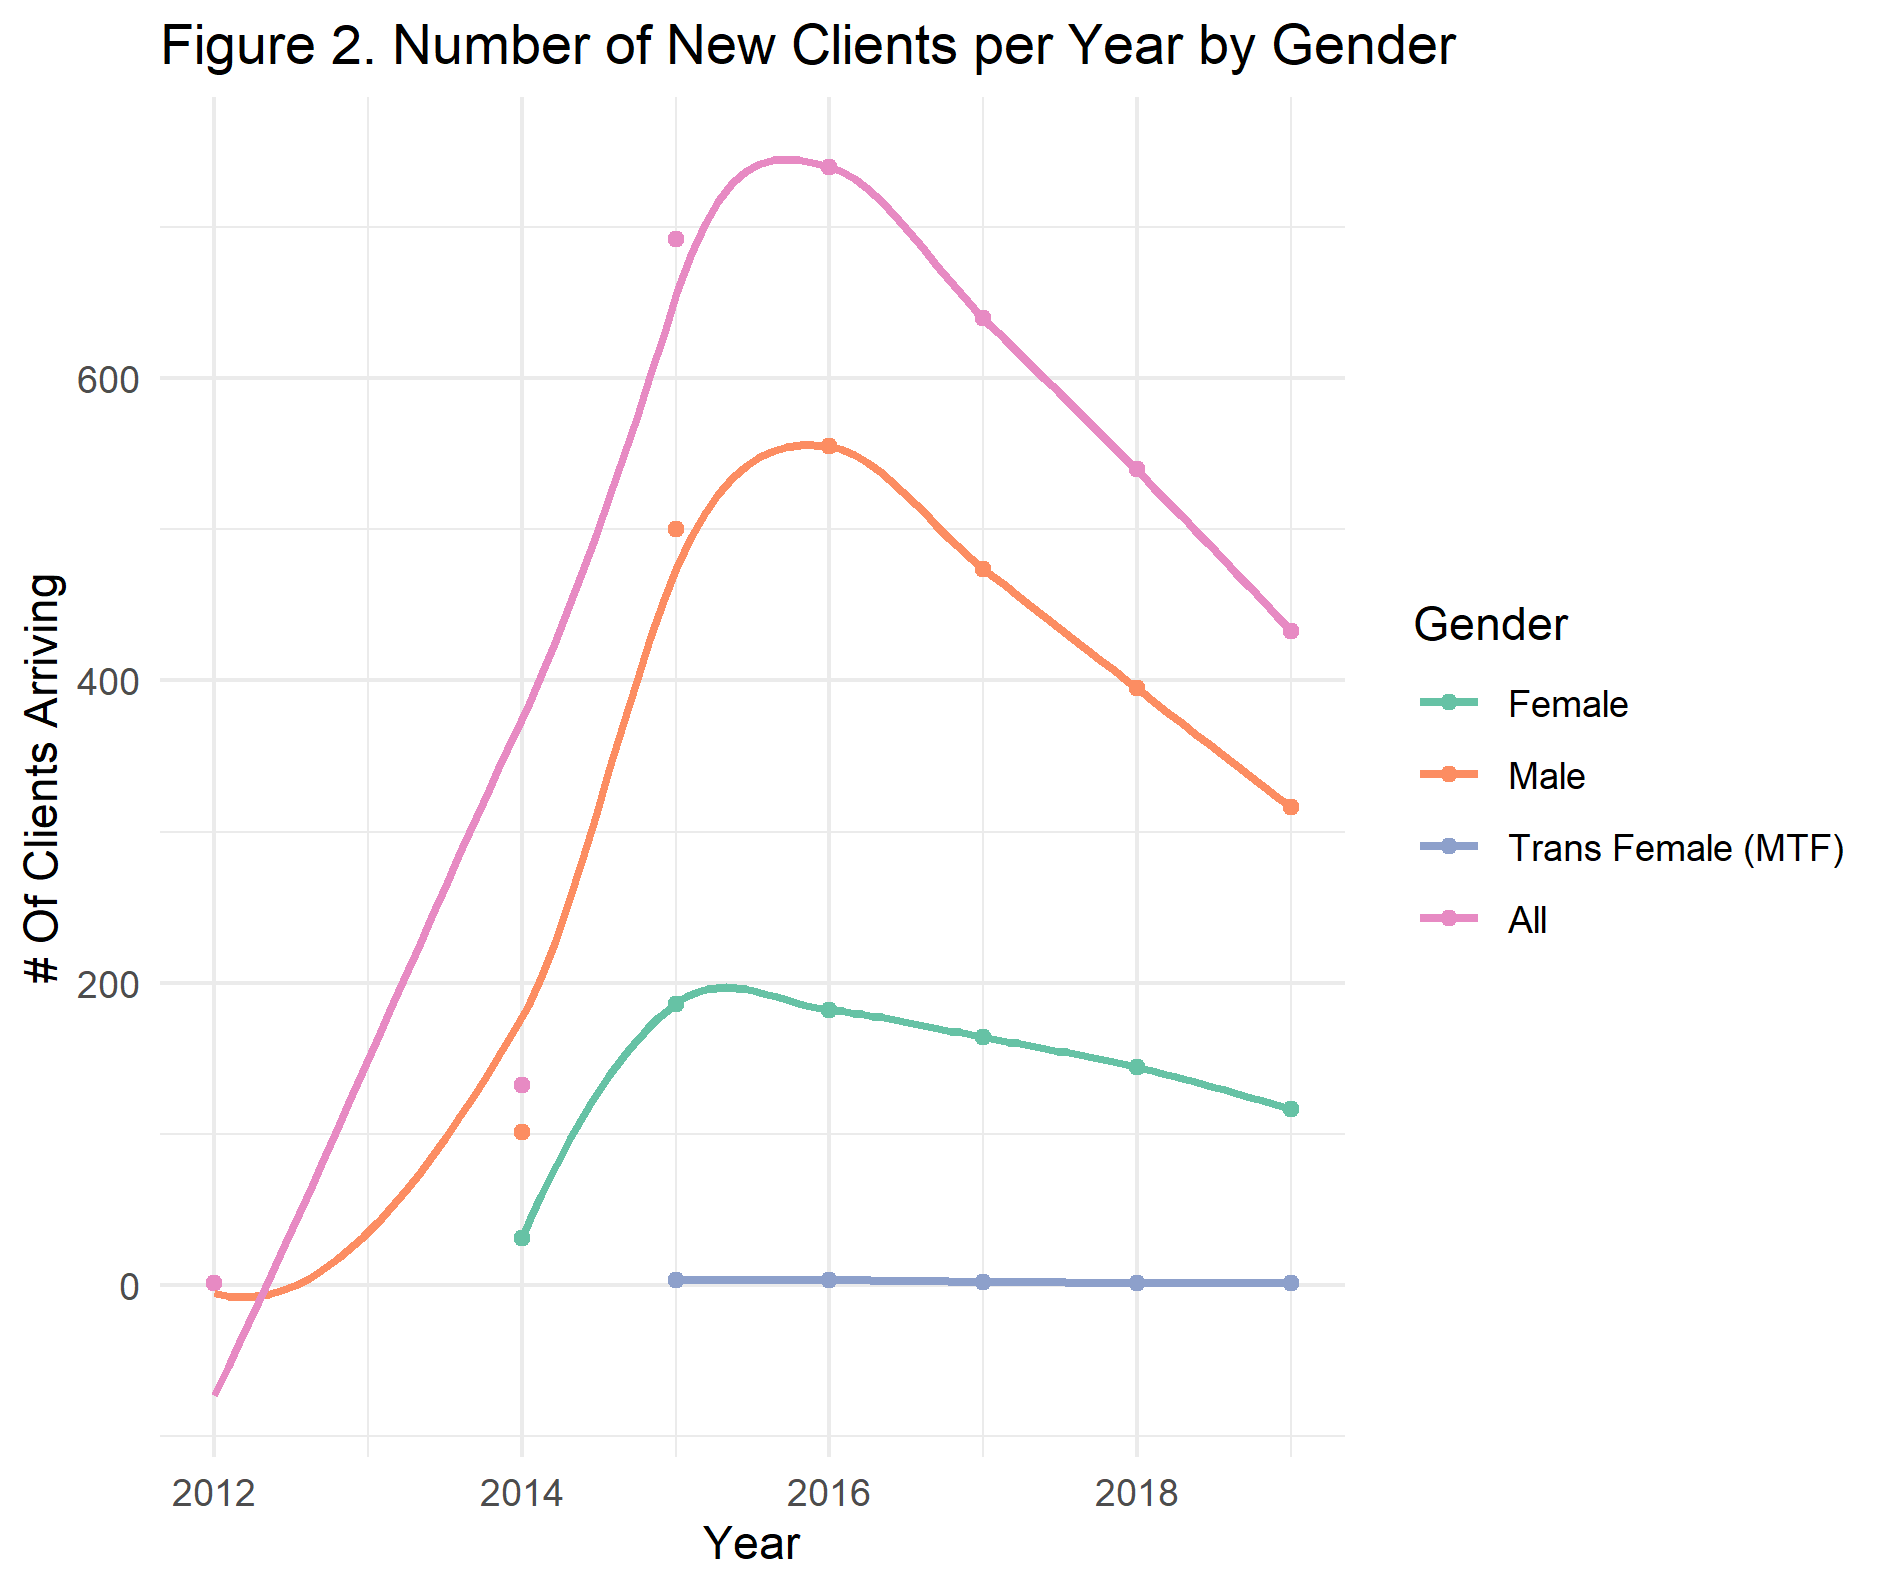 Figure 2. Number of New Clients per Year by Gender
# Of Clients Arriving
600
400
200
0
2012
2014
2016
2018
Year
Gender
Female
Male
Trans Female (MTF)
All